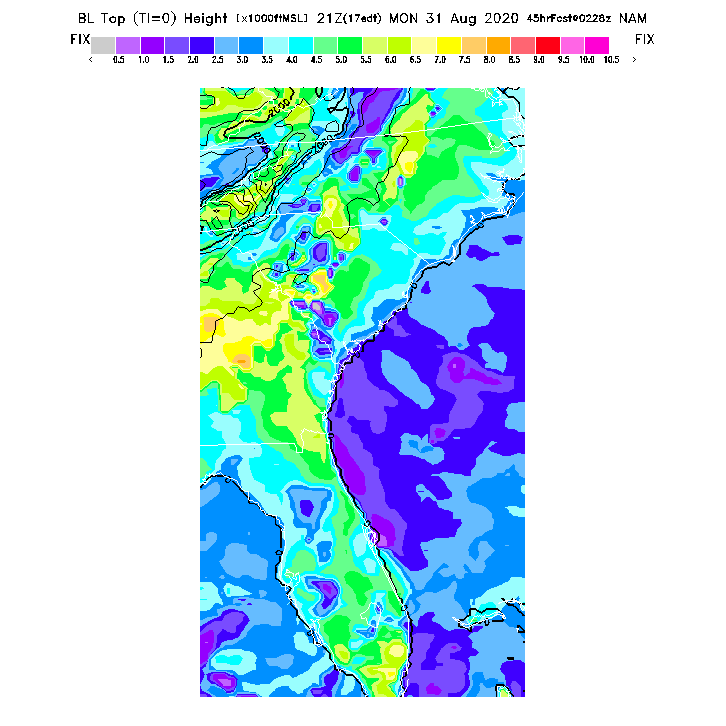 BL Top (TI=0) Height [x1000ftMSL] 21Z(17edt) MON 31 Aug 2020 45hrFcst@0228z NAM
FIX FIX
< 0.5 1.0 1.5 2.0 2.5 3.0 3.5 4.0 4.5 5.0 5.5 6.0 6.5 7.0 7.5 8.0 8.5 9.0 9.5 10.0 10.5 >
2000